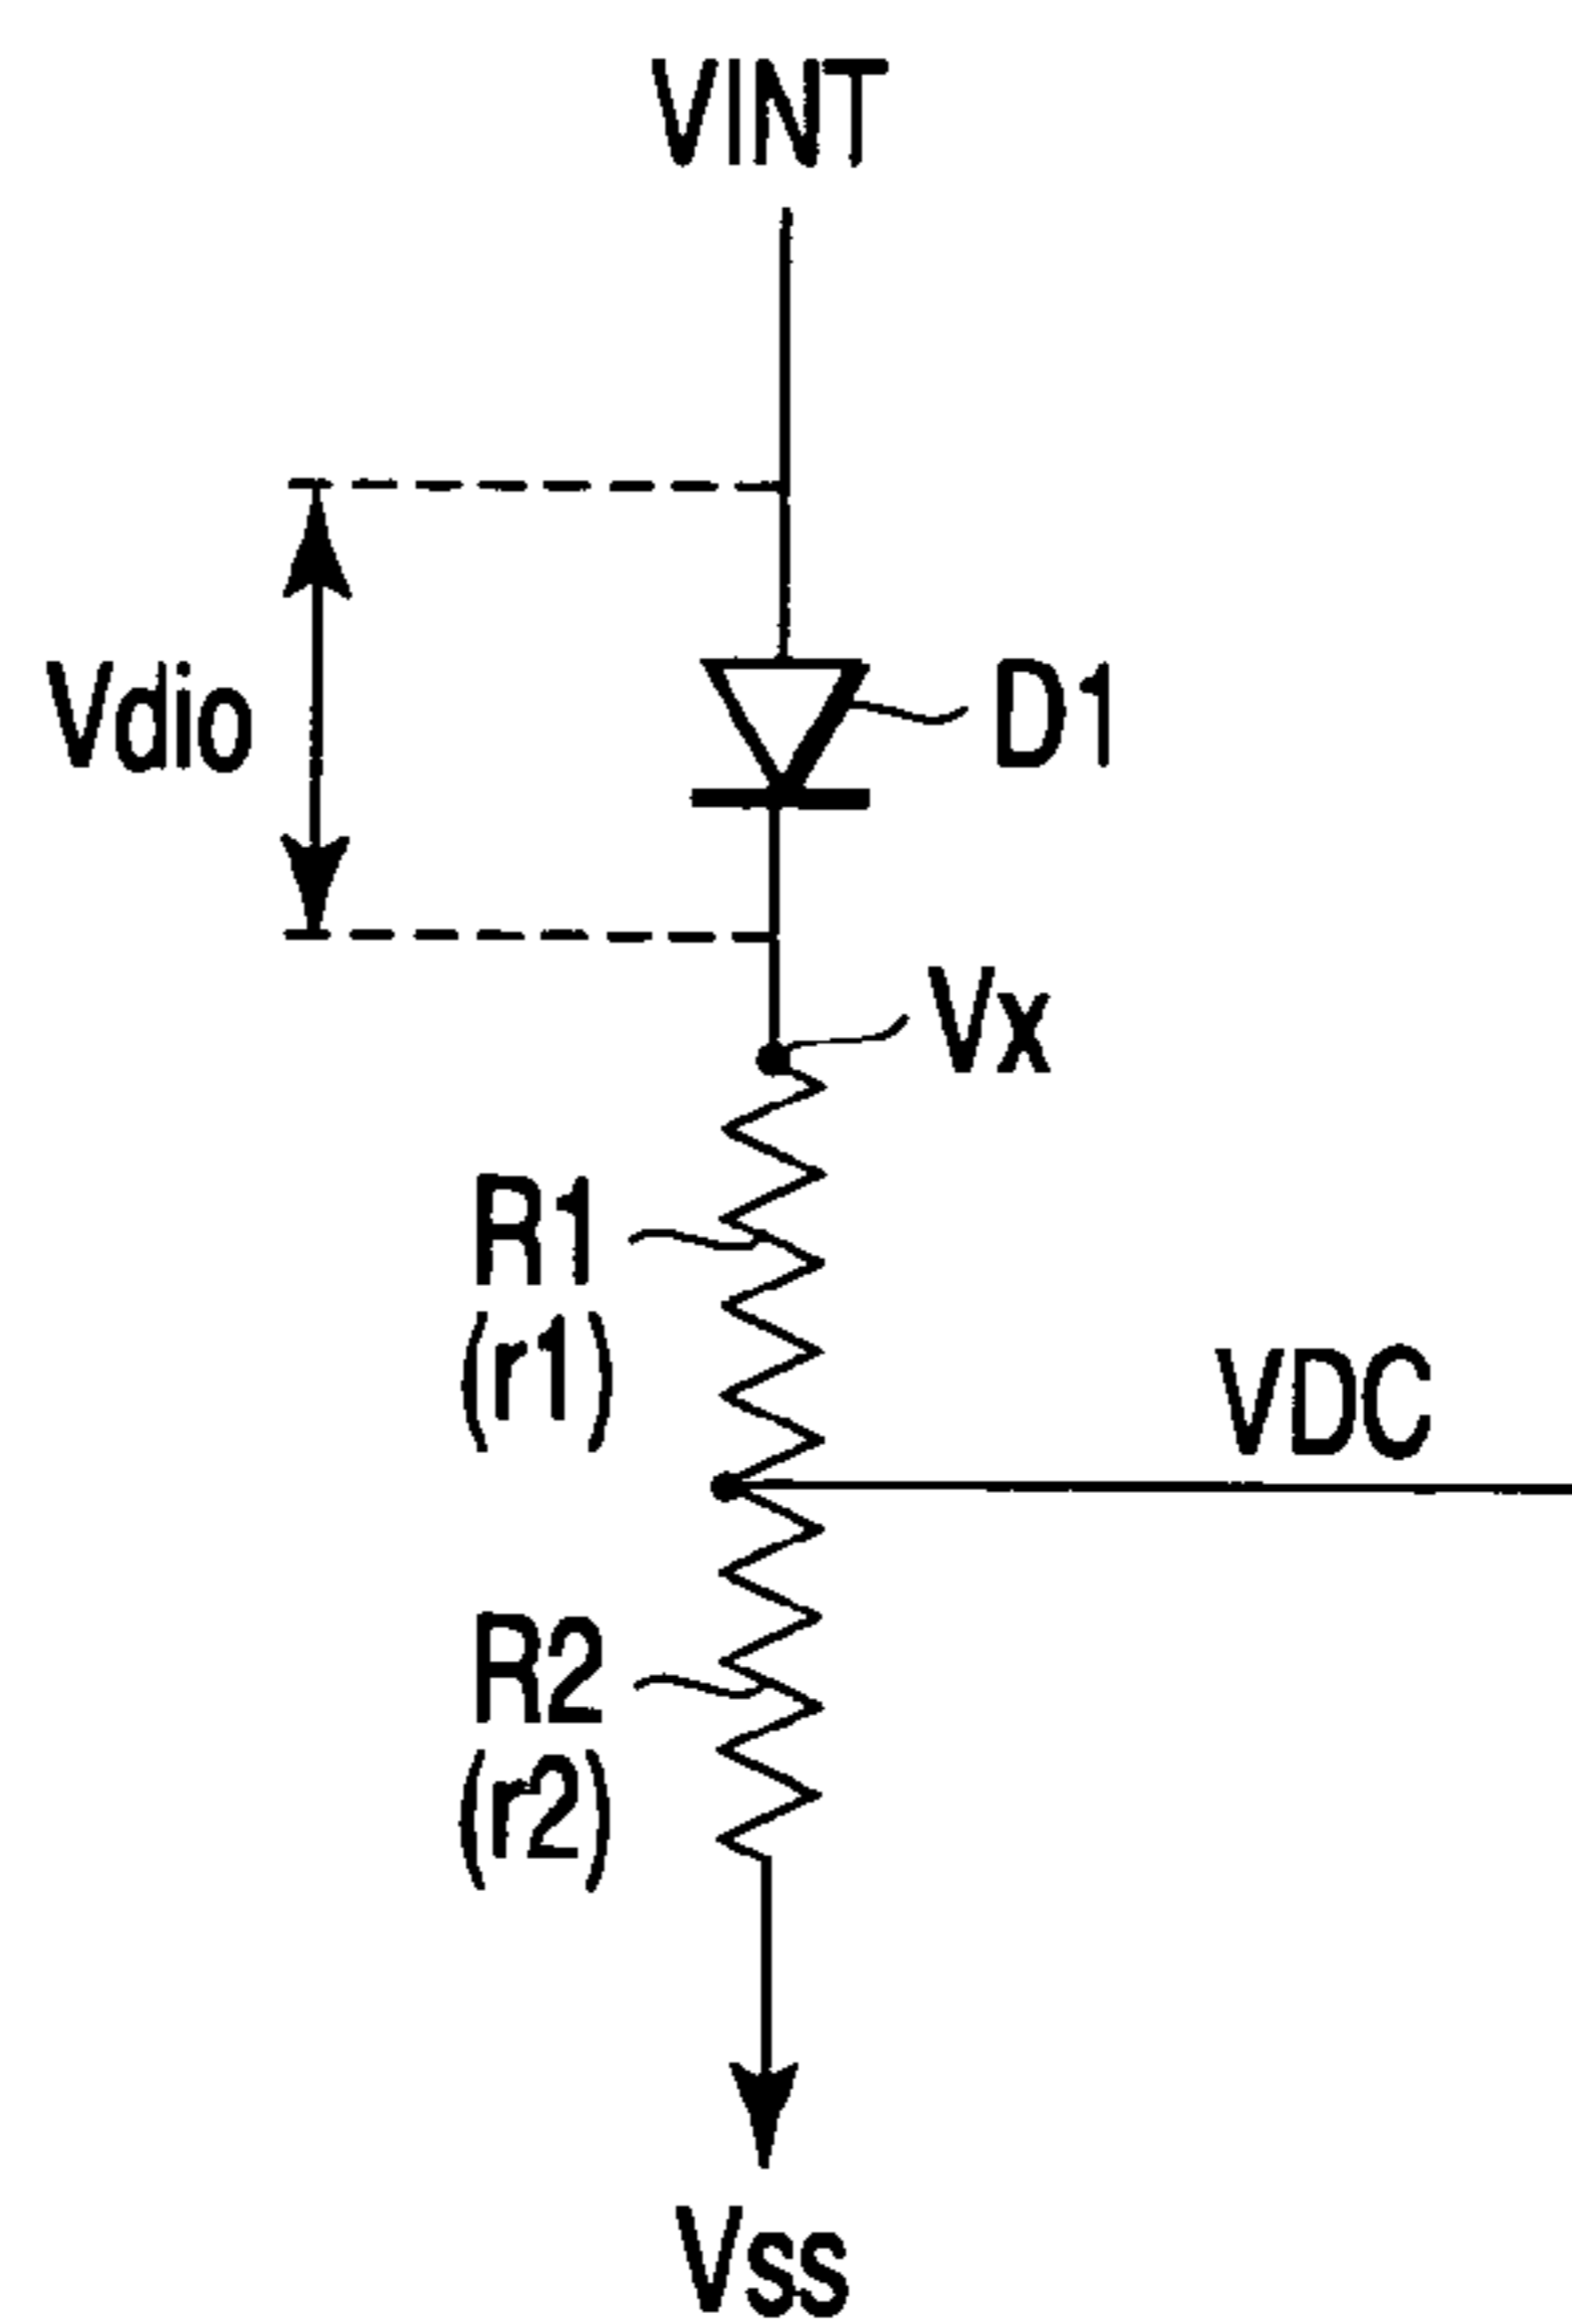 VINT
Vdio
D1
Vx
R1
(r1)
VDC
R2
(r2)
Vss